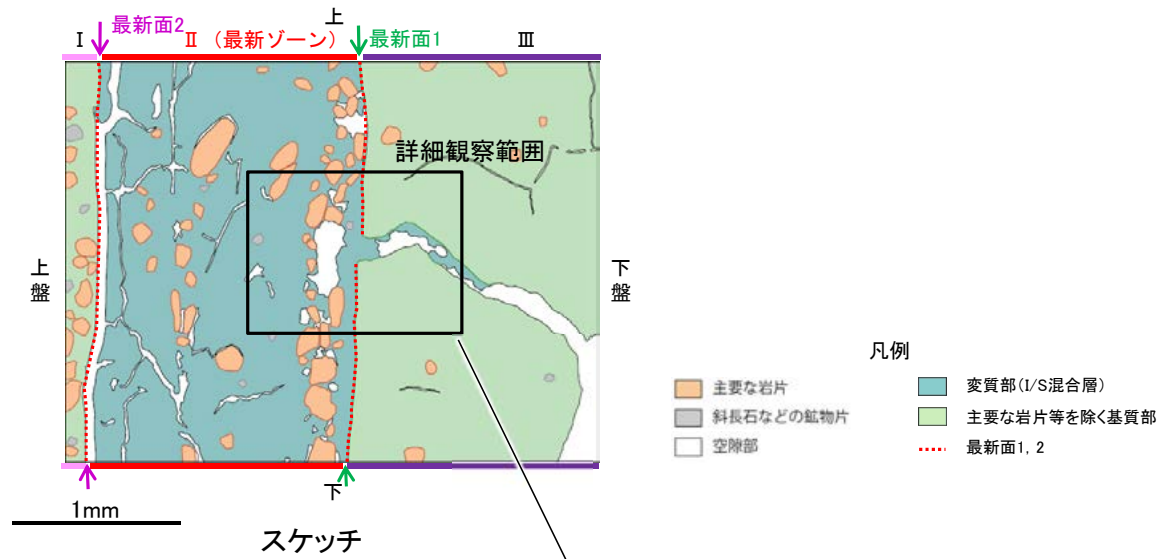 最新面2
上
Ⅰ
Ⅱ（最新ゾーン）
最新面1
Ⅲ
詳細観察範囲
上盤
下盤
下
1mm
スケッチ
凡例
主要な岩片
斜長石などの鉱物片
空隙部
変質部(I/S混合層)
主要な岩片等を除く基質部
最新面1, 2